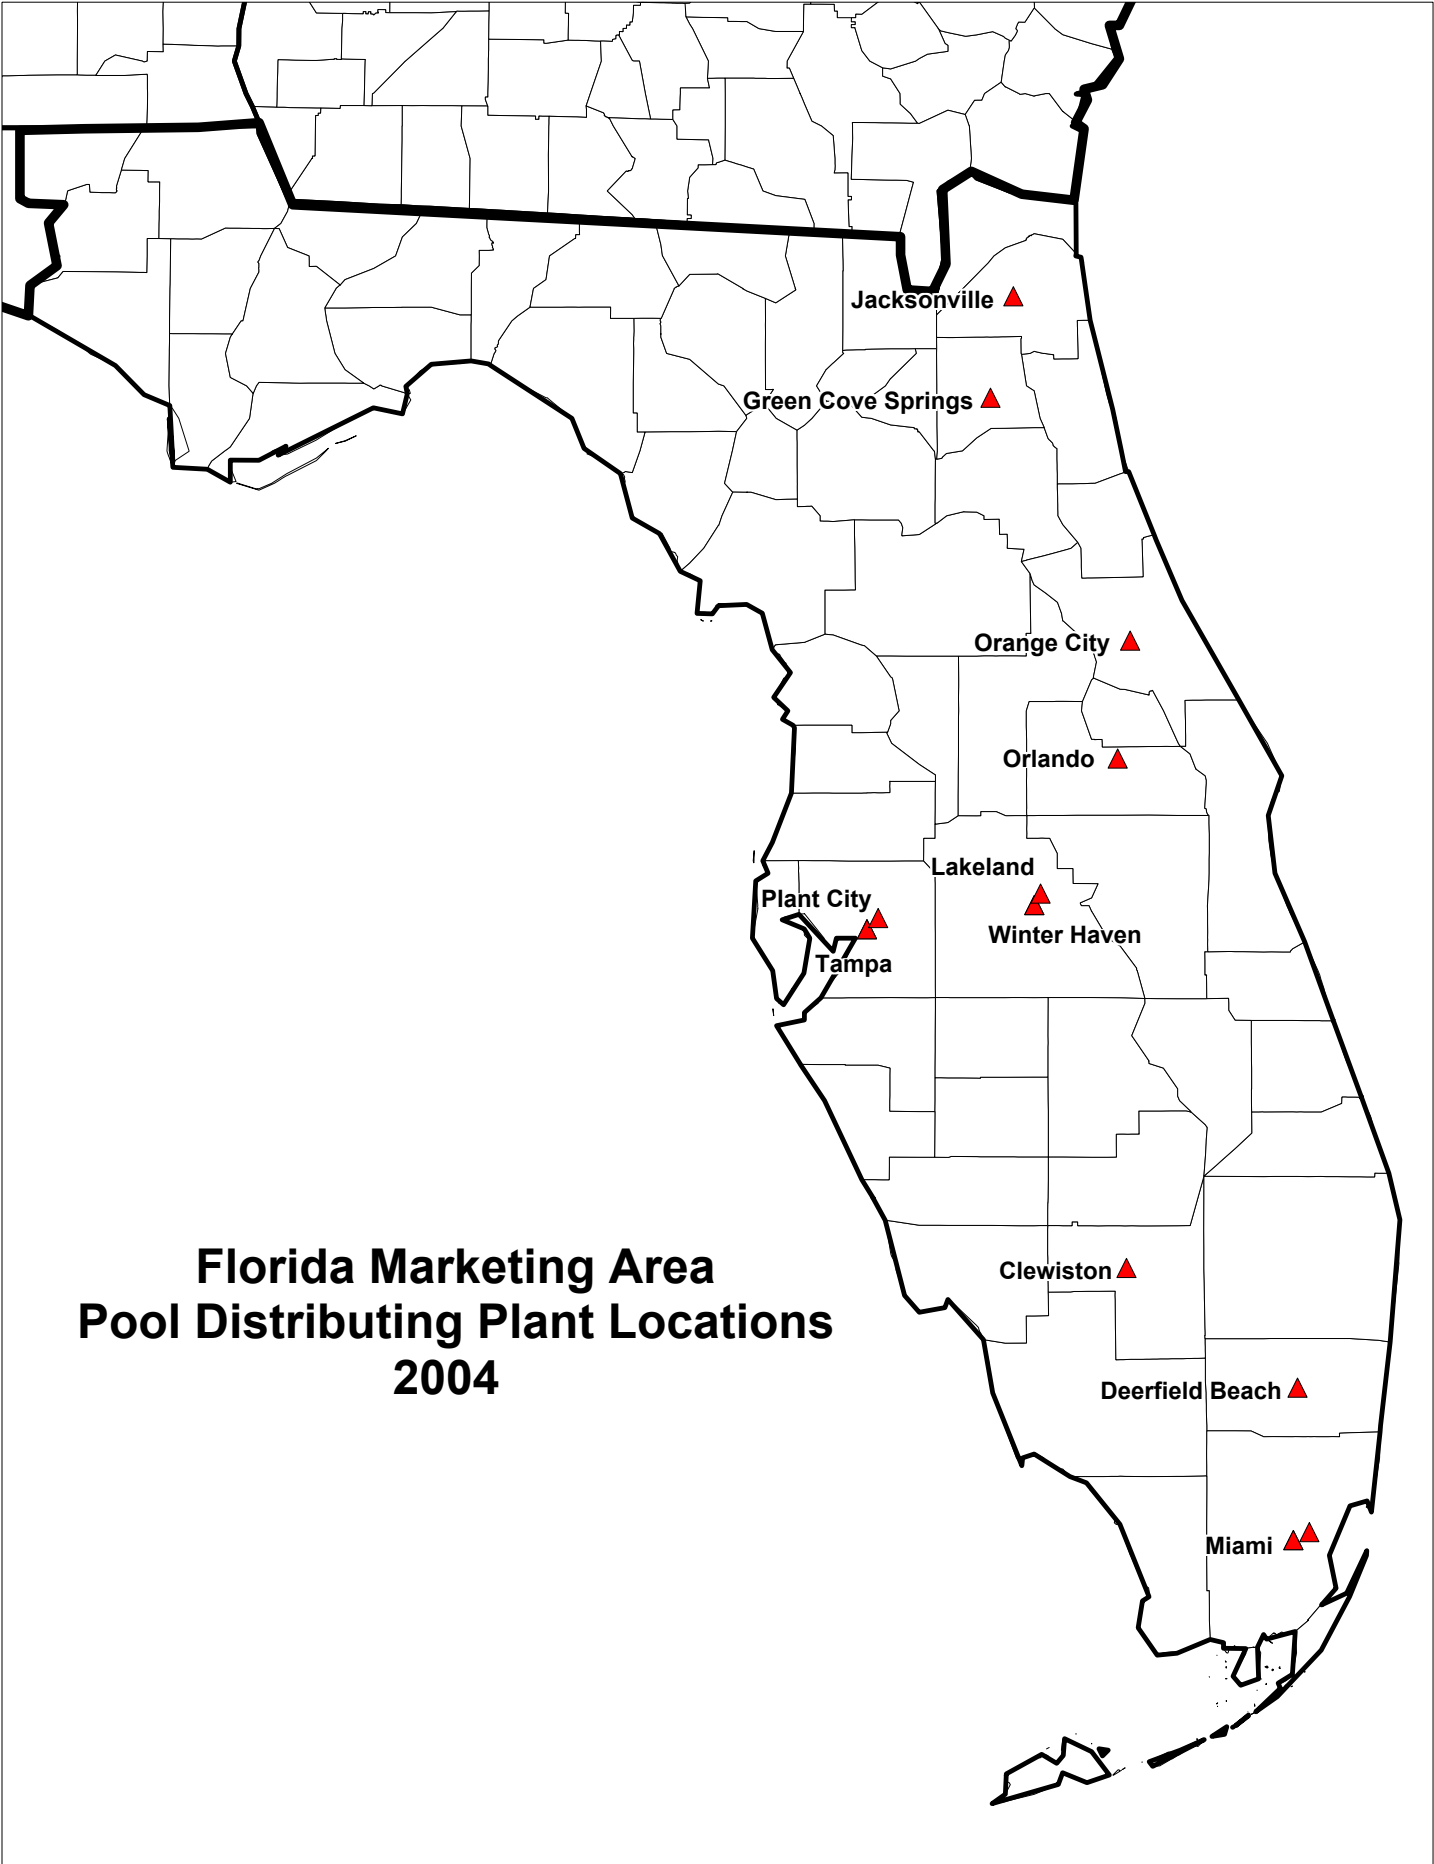 Jacksonville
Green Cove Springs
Orange City
Orlando
Lakeland
Plant City
Winter Haven
Tampa
Florida Marketing Area
Pool Distributing Plant Locations
2004
Clewiston
Deerfield Beach
Miami